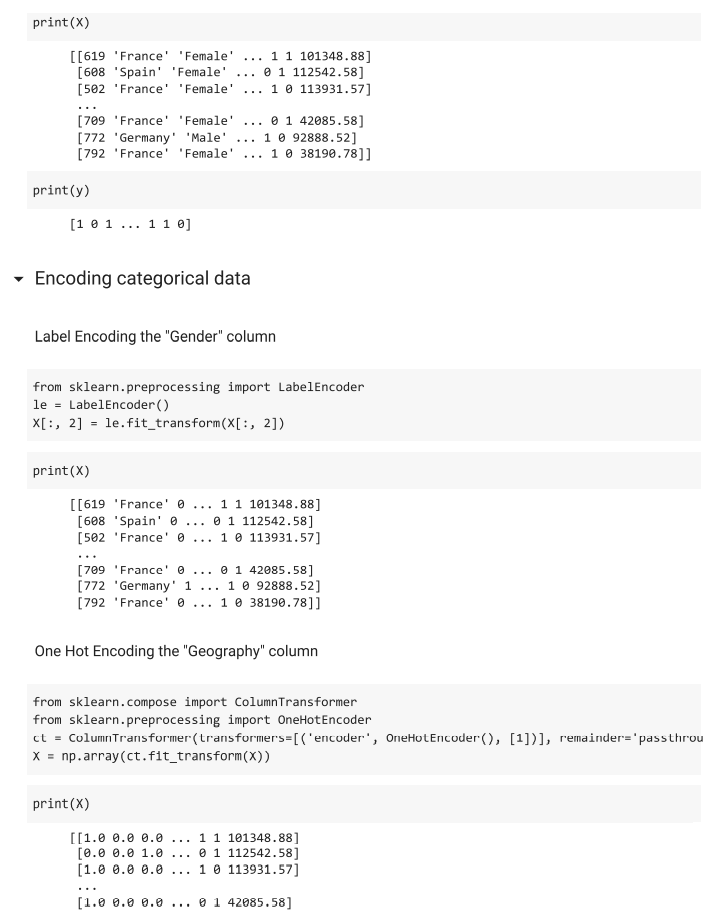 print(X)
[[619 'France' 'Female' ... 1 1 101348.88]
[608 'Spain' 'Female' ... 0 1 112542.58]
[502 'France' 'Female' ... 1 0 113931.57]
...
[709 'France' 'Female' ... 0 1 42085.58]
[772 'Germany' 'Male' ... 1 0 92888.52]
[792 'France' 'Female' ... 1 0 38190.78]]
print(y)
[1 0 1 ... 1 1 0]
Encoding categorical data
Label Encoding the "Gender" column
from sklearn.preprocessing import LabelEncoder
le = LabelEncoder()
X[:, 2] = le.fit_transform(X[:, 2])
print(X)
[[619 'France' 0 ... 1 1 101348.88]
[608 'Spain' 0 ... 0 1 112542.58]
[502 'France' 0 ... 1 0 113931.57]
...
[709 'France' 0 ... 0 1 42085.58]
[772 'Germany' 1 ... 1 0 92888.52]
[792 'France' 0 ... 1 0 38190.78]]
One Hot Encoding the "Geography" column
from sklearn.compose import ColumnTransformer
from sklearn.preprocessing import OneHotEncoder
ct = ColumnTransformer(transformers=[('encoder', OneHotEncoder(), [1])], remainder='passthrou
X = np.array(ct.fit_transform(X))
print(X)
[[1.0 0.0 0.0 ... 1 1 101348.88]
[0.0 0.0 1.0 ... 0 1 112542.58]
[1.0 0.0 0.0 ... 1 0 113931.57]
...
[1.0 0.0 0.0 ... 0 1 42085.58]